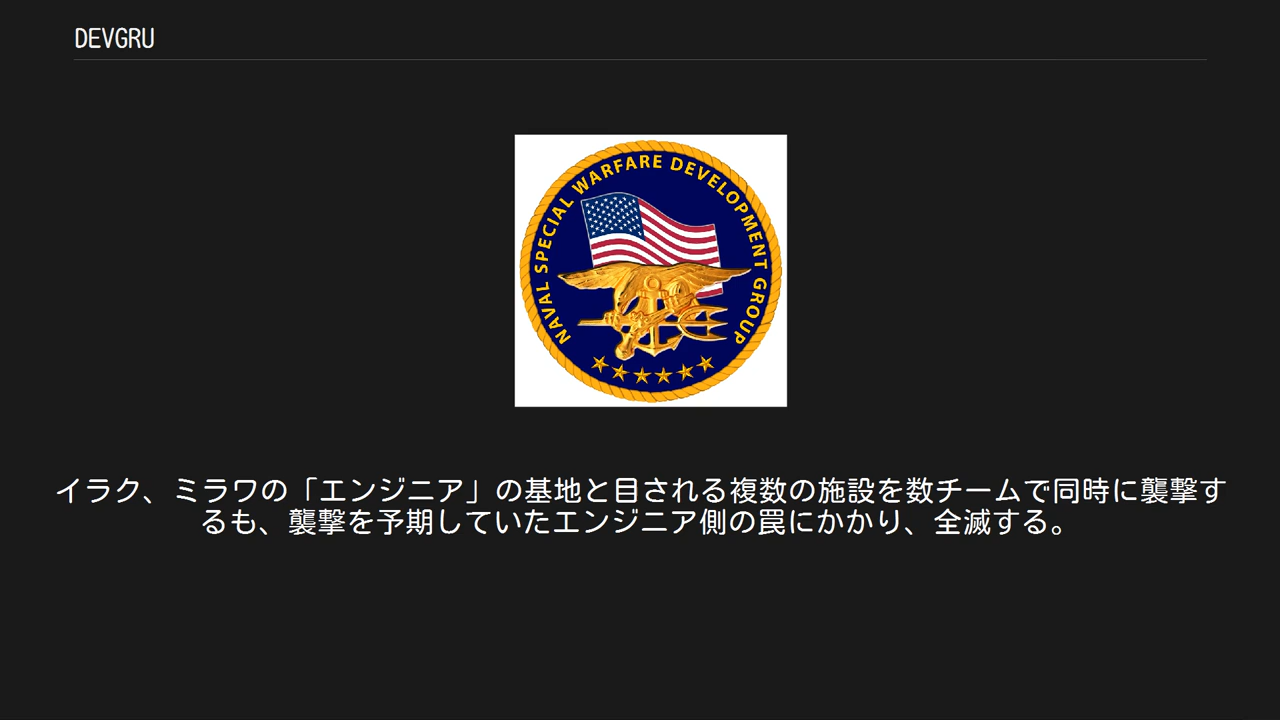 DEVGRU
NAVAL SPECIAL WARFARE DEVELOPMENT GROUP
イラク、ミラワの「エンジニア」の基地と目される複数の施設を数チームで同時に襲撃す
るも、襲撃を予期していたエンジニア側の罠にかかり、全滅する。